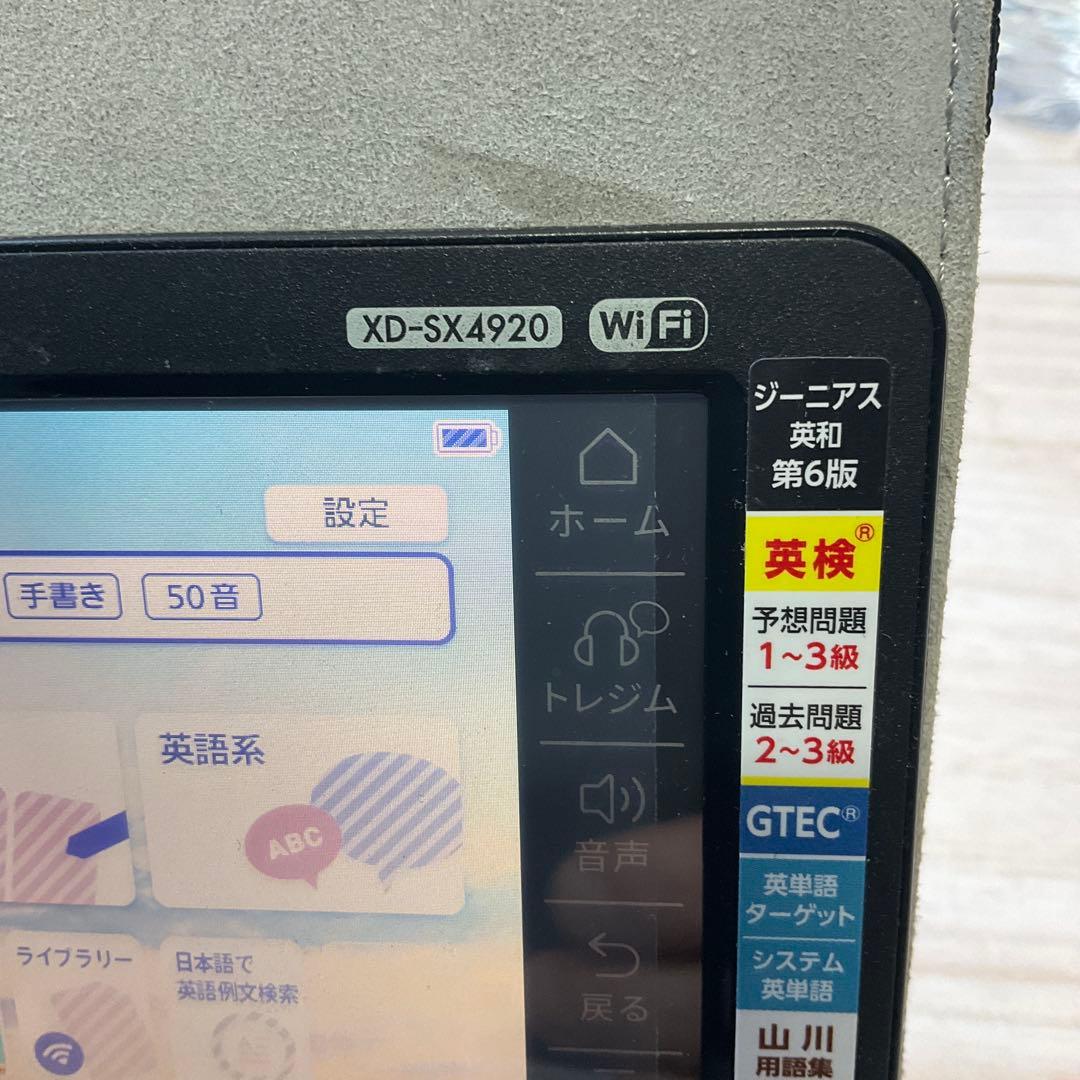 XD-SX4920
WiFi
ジーニアス
英和
第6版
英検®
予想問題
1～3級
過去問題
2～3級
GTEC®
英単語
ターゲット
システム
英単語
山川
用語集
設定
手書き
50音
英語系
ABC
ライブラリー
日本語で
英語例文検索
ホーム
トレジム
音声
戻る